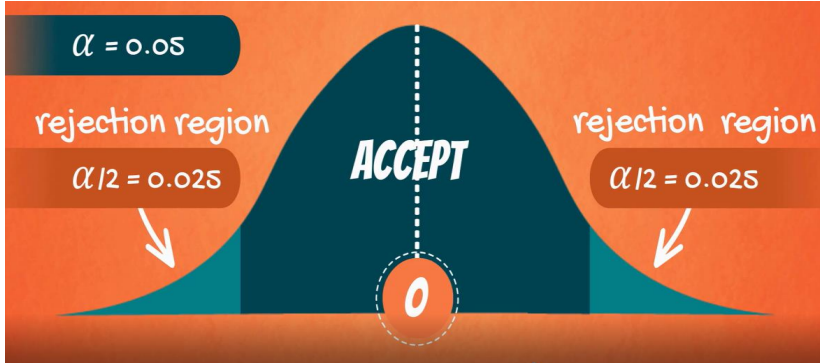 α = 0.05
rejection region
α/2 = 0.025
ACCEPT
rejection region
α/2 = 0.025
0